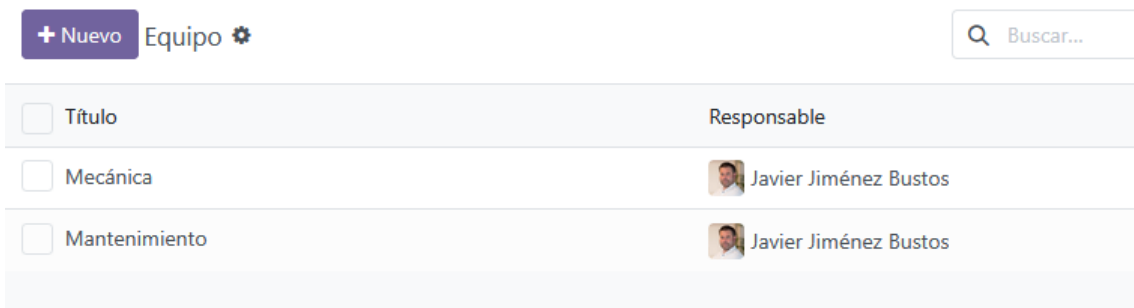 + Nuevo Equipo Buscar...
Título Responsable
Mecánica Javier Jiménez Bustos
Mantenimiento Javier Jiménez Bustos